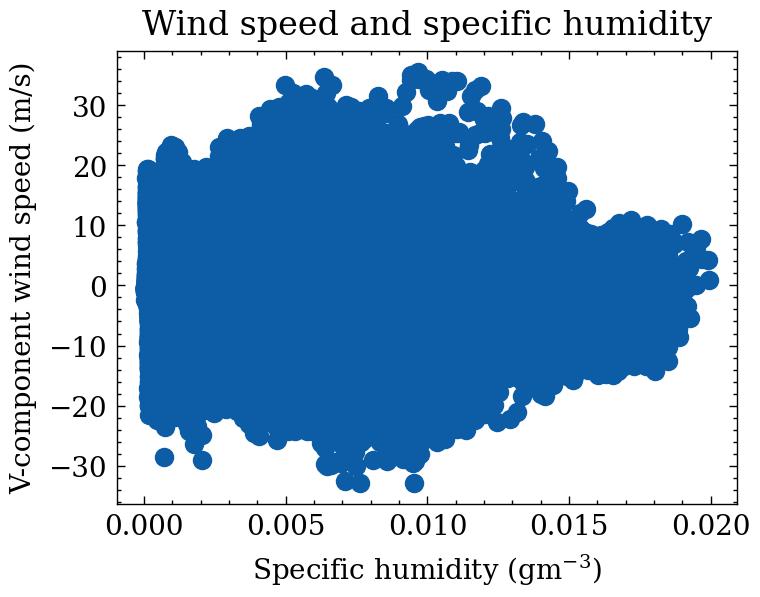 Wind speed and specific humidity
V-component wind speed (m/s)
30
20
10
0
−10
−20
−30
0.000 0.005 0.010 0.015 0.020
Specific humidity (gm⁻³)